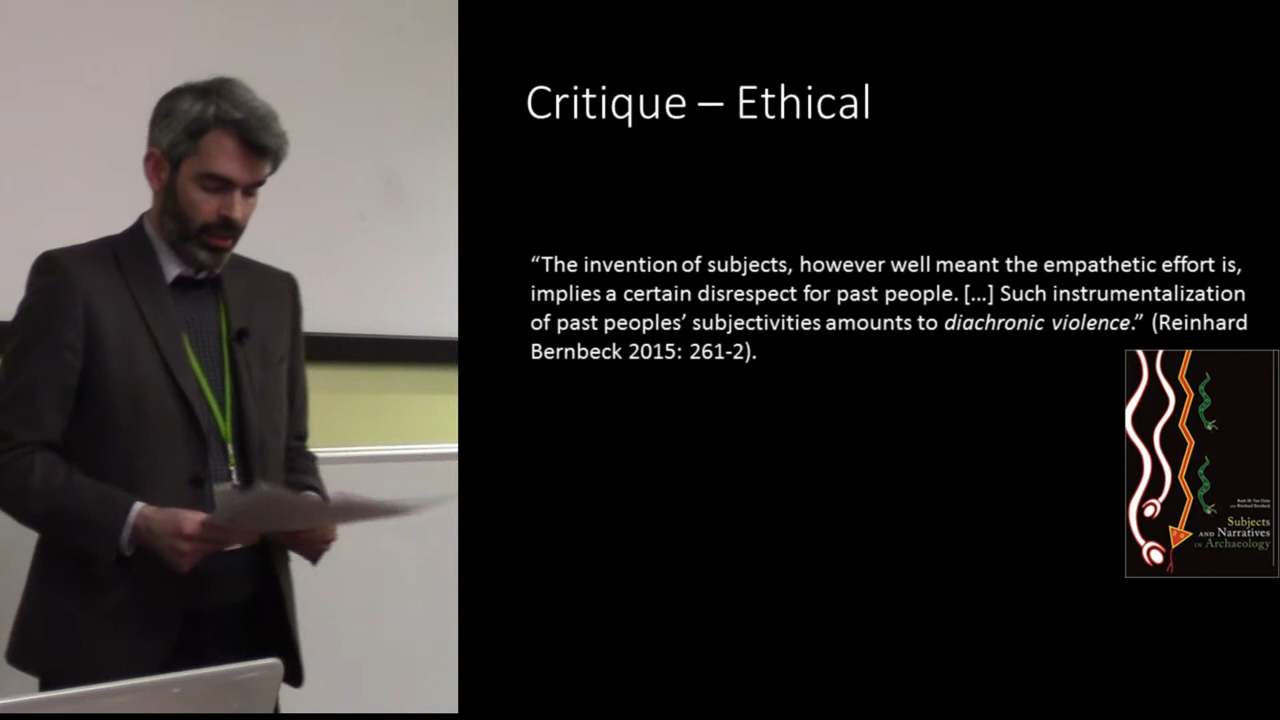 Critique – Ethical
“The invention of subjects, however well meant the empathetic effort is,
implies a certain disrespect for past people. […] Such instrumentalization
of past peoples’ subjectivities amounts to diachronic violence.” (Reinhard
Bernbeck 2015: 261-2).
Subjects
AND Narratives
IN Archaeology